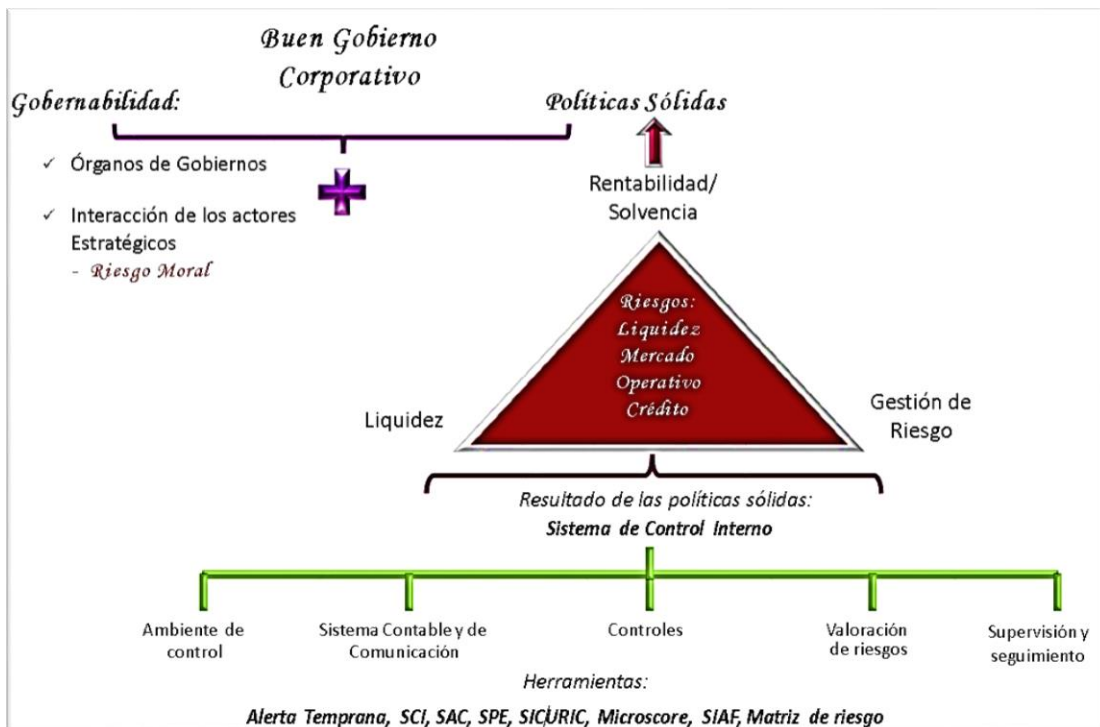 Buen Gobierno
Corporativo
Gobernabilidad:
Políticas Sólidas
✓ Órganos de Gobiernos
✓ Interacción de los actores
Estratégicos
- Riesgo Moral
Rentabilidad/
Solvencia
Riesgos:
Liquidez
Mercado
Operativo
Crédito
Liquidez
Gestión de
Riesgo
Resultado de las políticas sólidas:
Sistema de Control Interno
Ambiente de
control
Sistema Contable y de
Comunicación
Controles
Valoración
de riesgos
Supervisión y
seguimiento
Herramientas:
Alerta Temprana, SCI, SAC, SPE, SIC/URIC, Microscore, SIAF, Matriz de riesgo